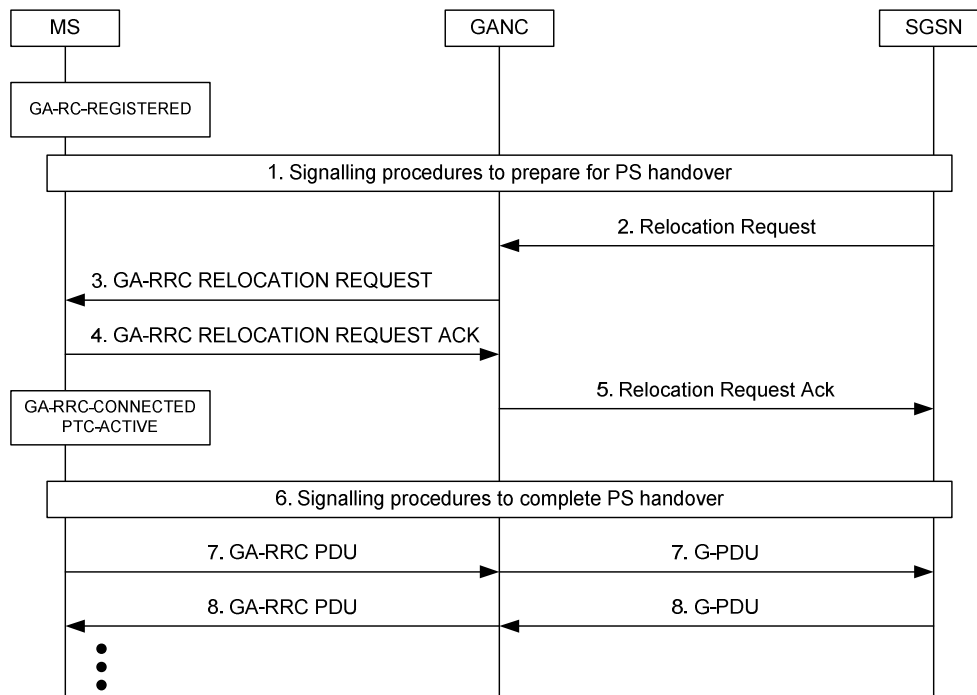 MS
GANC
SGSN
GA-RC-REGISTERED
1. Signalling procedures to prepare for PS handover
2. Relocation Request
3. GA-RRC RELOCATION REQUEST
4. GA-RRC RELOCATION REQUEST ACK
GA-RRC-CONNECTED
PTC-ACTIVE
5. Relocation Request Ack
6. Signalling procedures to complete PS handover
7. GA-RRC PDU
7. G-PDU
8. GA-RRC PDU
8. G-PDU